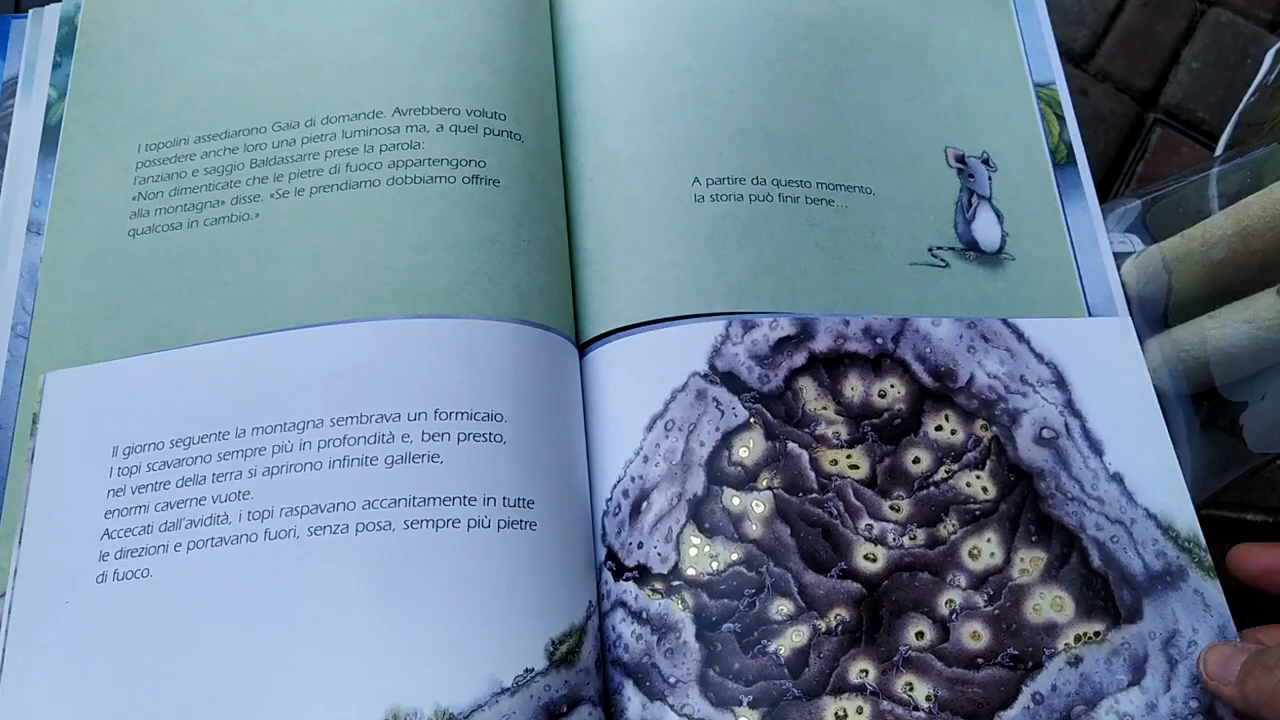 I topolini assediarono Gaia di domande. Avrebbero voluto
possedere anche loro una pietra luminosa ma, a quel punto,
l'anziano e saggio Baldassarre prese la parola:
«Non dimenticate che le pietre di fuoco appartengono
alla montagna» disse. «Se le prendiamo dobbiamo offrire
qualcosa in cambio.»
A partire da questo momento,
la storia può finir bene...
Il giorno seguente la montagna sembrava un formicaio.
I topi scavarono sempre più in profondità e, ben presto,
nel ventre della terra si aprirono infinite gallerie,
enormi caverne vuote.
Accecati dall'avidità, i topi raspavano accanitamente in tutte
le direzioni e portavano fuori, senza posa, sempre più pietre
di fuoco.